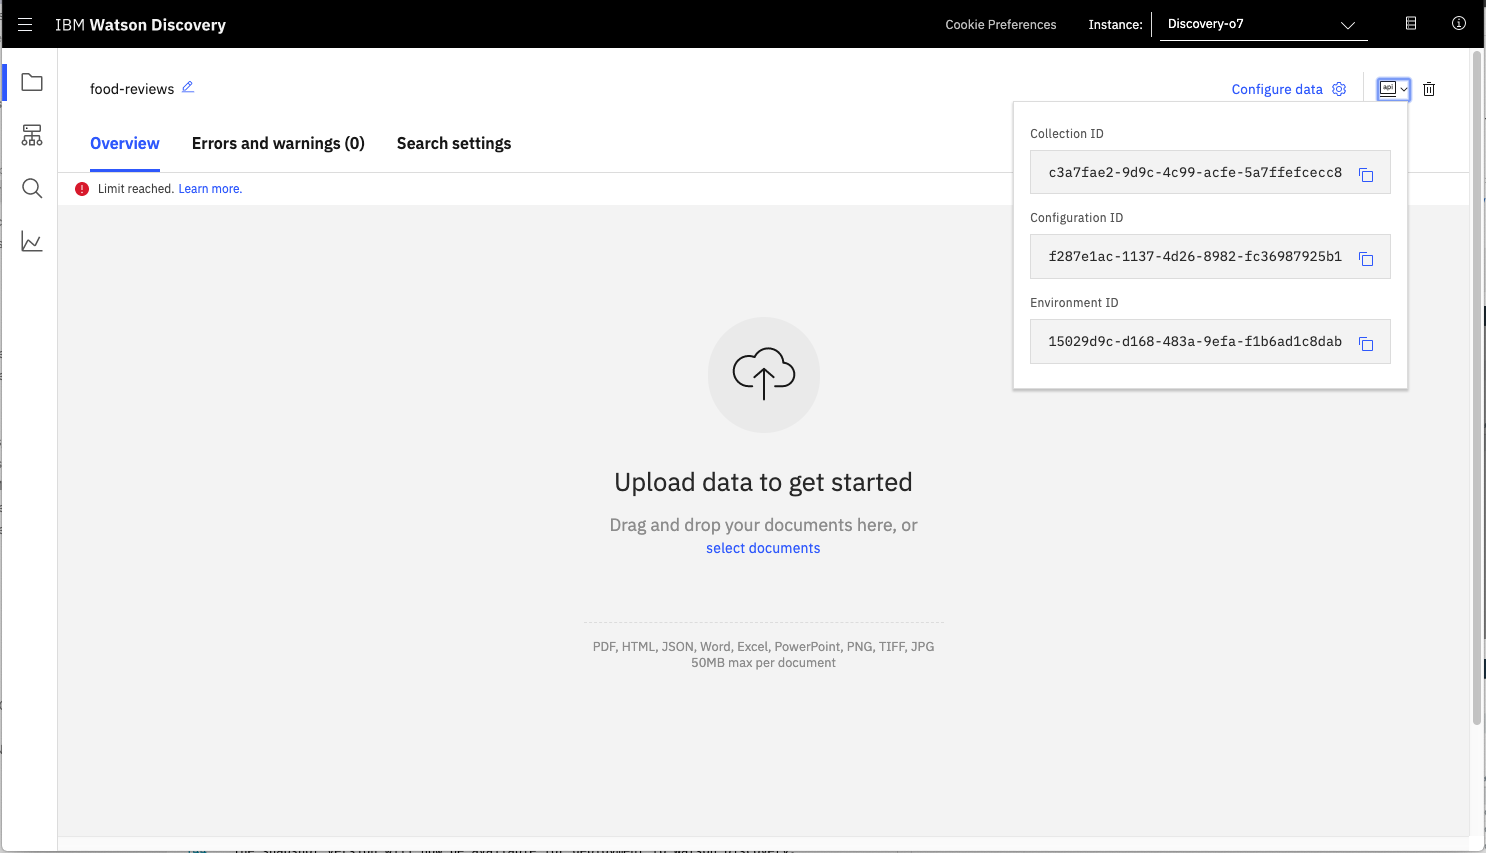 IBM Watson Discovery
Cookie Preferences
Instance:
Discovery-o7
food-reviews
Configure data
api
Overview
Errors and warnings (0)
Search settings
Limit reached. Learn more.
Collection ID
c3a7fae2-9d9c-4c99-acfe-5a7ffefcecc8
Configuration ID
f287e1ac-1137-4d26-8982-fc36987925b1
Environment ID
15029d9c-d168-483a-9efa-f1b6ad1c8dab
Upload data to get started
Drag and drop your documents here, or
select documents
PDF, HTML, JSON, Word, Excel, PowerPoint, PNG, TIFF, JPG
50MB max per document